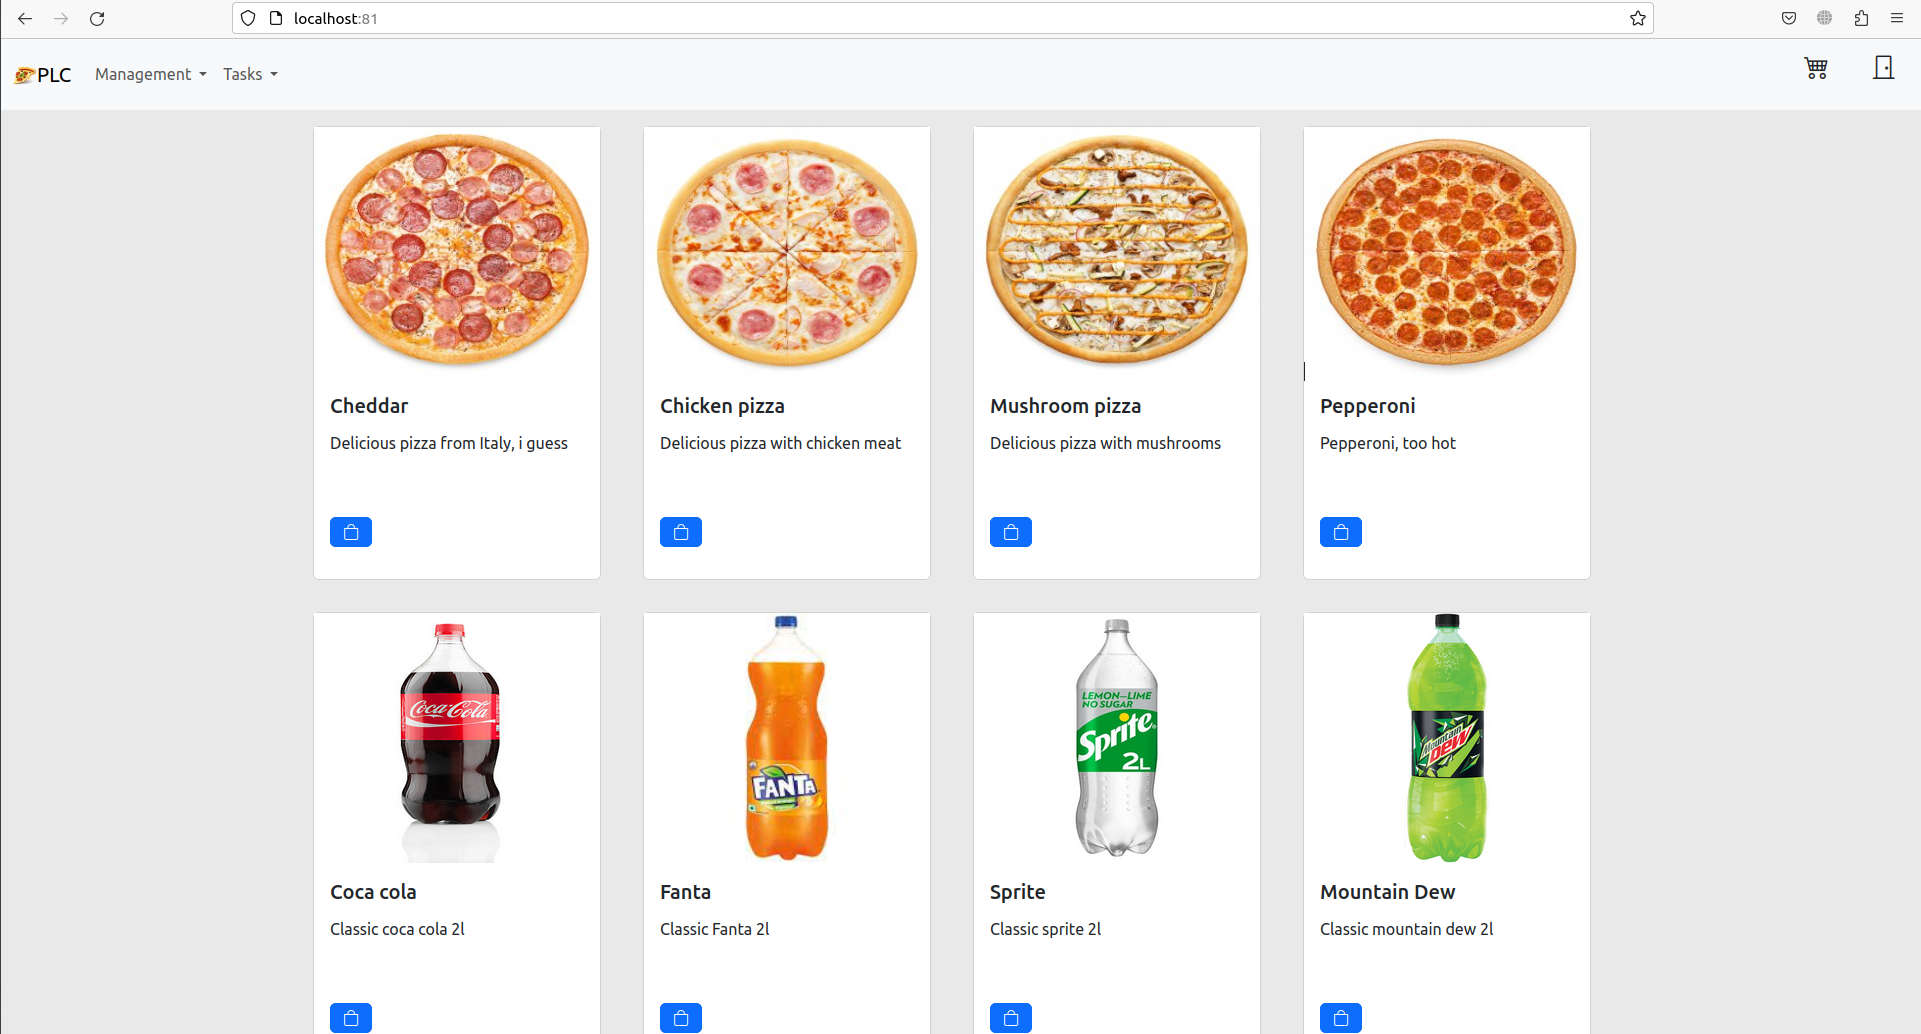 localhost:81
PLC Management Tasks
Cheddar
Delicious pizza from Italy, i guess
Chicken pizza
Delicious pizza with chicken meat
Mushroom pizza
Delicious pizza with mushrooms
Pepperoni
Pepperoni, too hot
Coca-Cola
FANTA
LEMON—LIME
NO SUGAR
Sprite
2L
Mountain
DEW
Coca cola
Classic coca cola 2l
Fanta
Classic Fanta 2l
Sprite
Classic sprite 2l
Mountain Dew
Classic mountain dew 2l